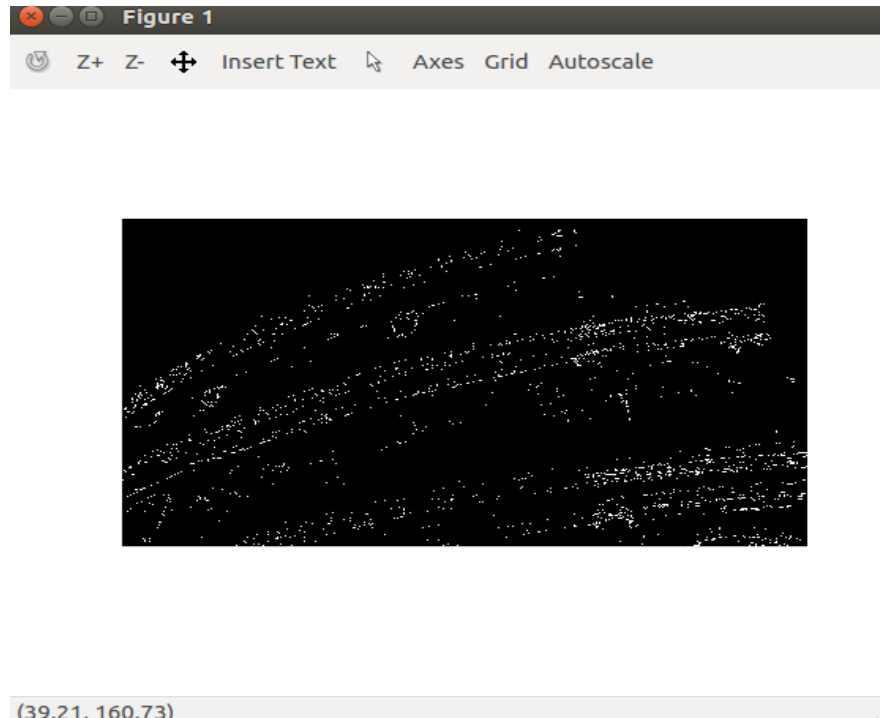 Figure 1
Z+ Z- Insert Text Axes Grid Autoscale
(39.21, 160.73)